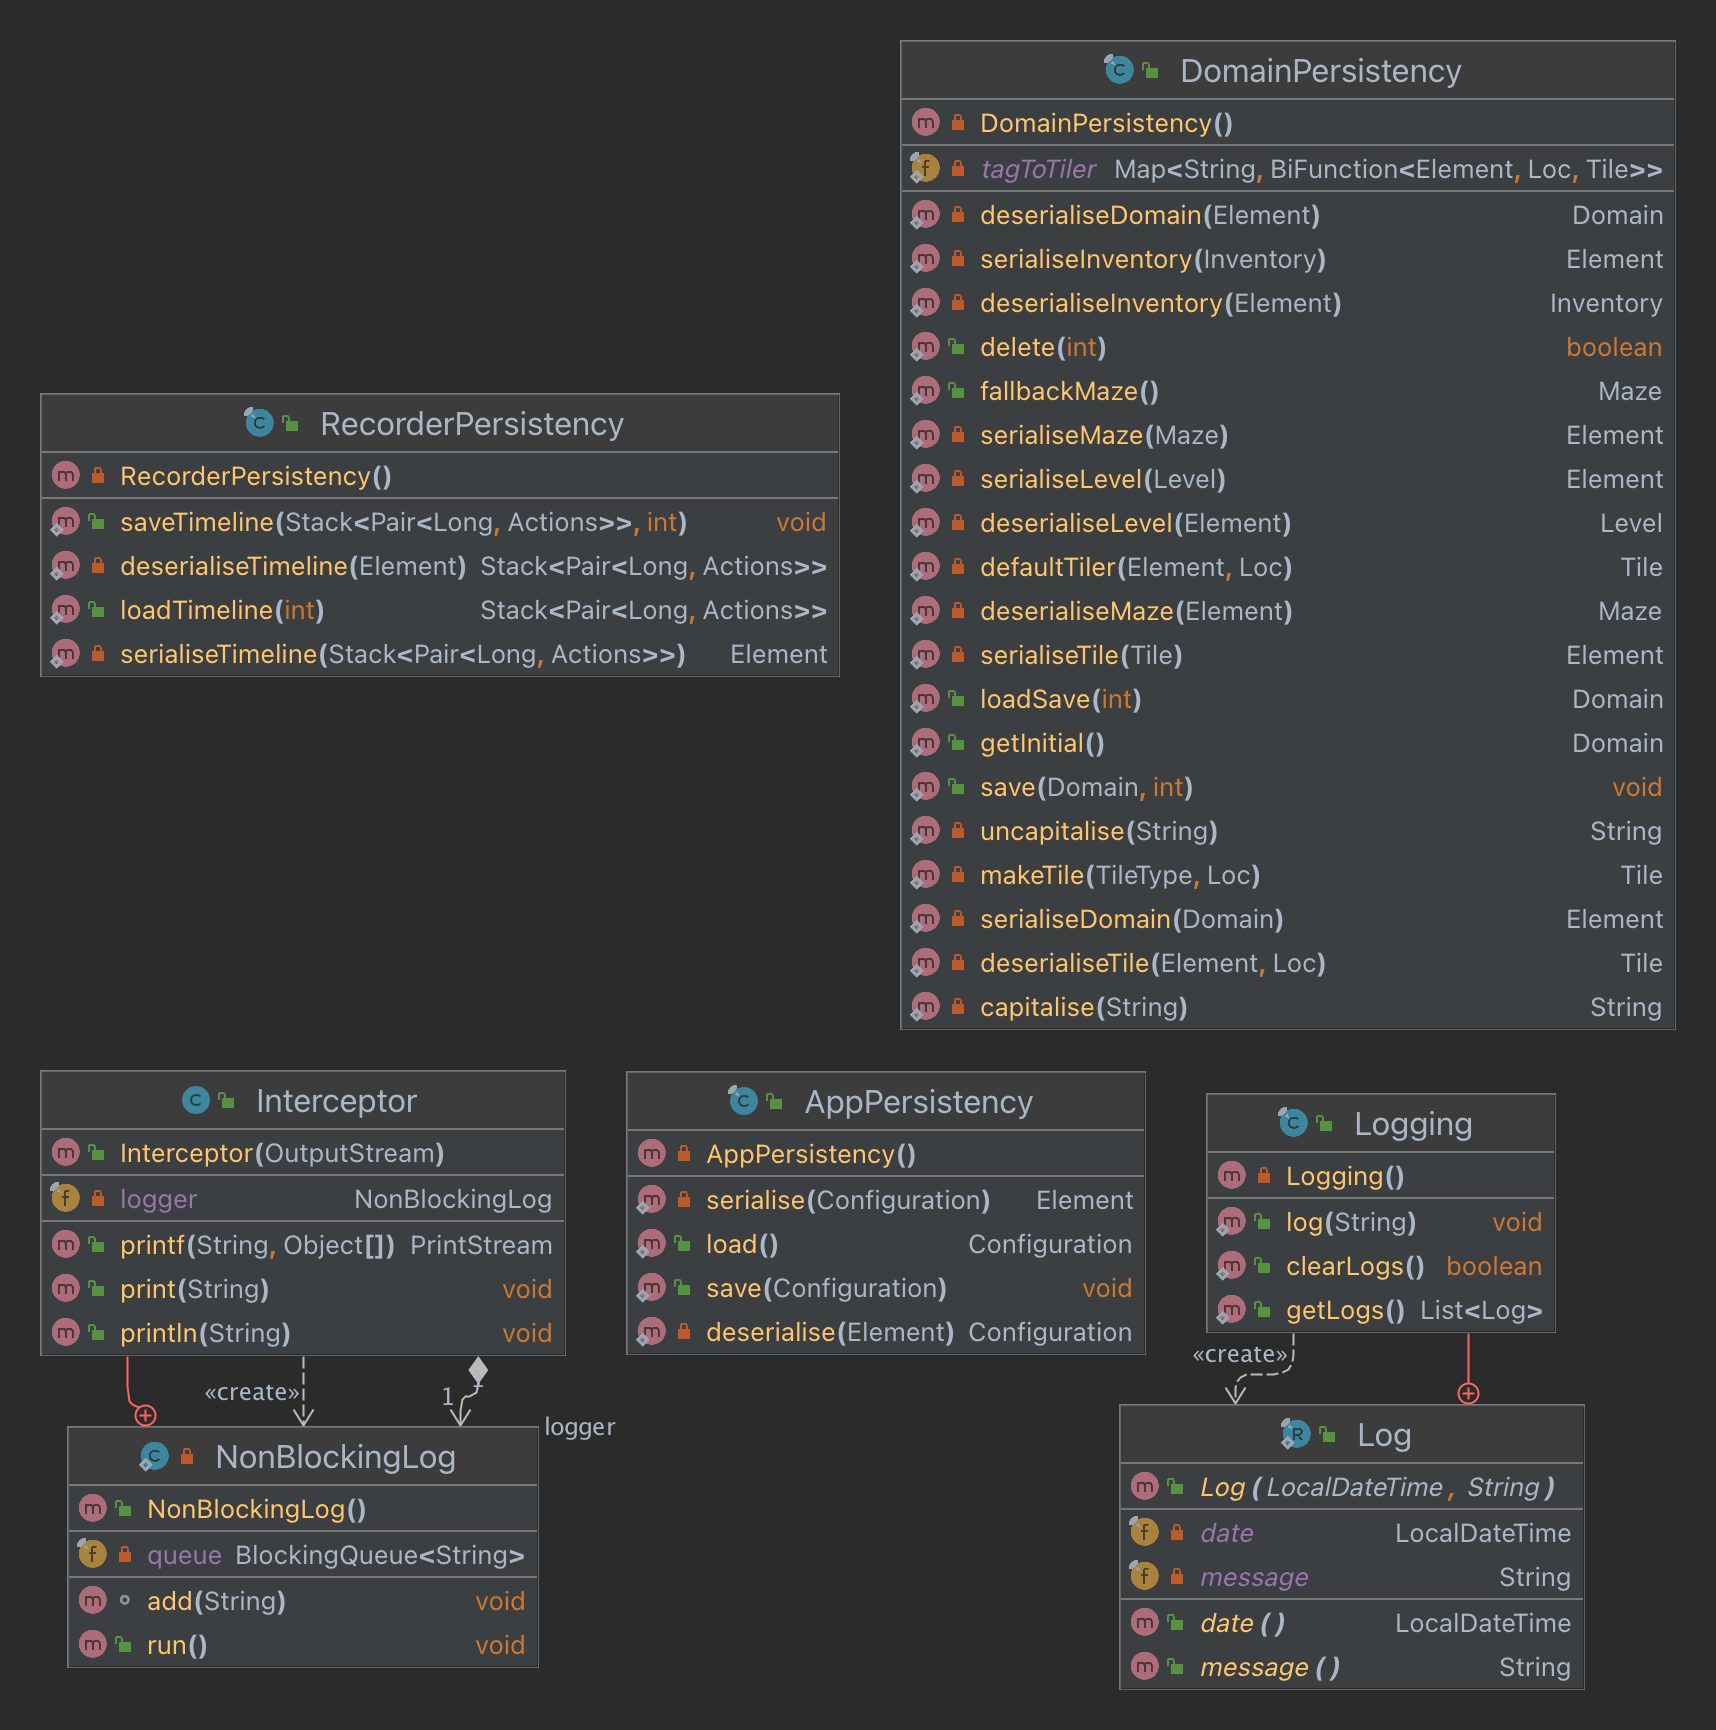 DomainPersistency
DomainPersistency()
tagToTiler Map<String, BiFunction<Element, Loc, Tile>>
deserialiseDomain(Element) Domain
serialiseInventory(Inventory) Element
deserialiseInventory(Element) Inventory
delete(int) boolean
fallbackMaze() Maze
serialiseMaze(Maze) Element
serialiseLevel(Level) Element
deserialiseLevel(Element) Level
defaultTiler(Element, Loc) Tile
deserialiseMaze(Element) Maze
serialiseTile(Tile) Element
loadSave(int) Domain
getInitial() Domain
save(Domain, int) void
uncapitalise(String) String
makeTile(TileType, Loc) Tile
serialiseDomain(Domain) Element
deserialiseTile(Element, Loc) Tile
capitalise(String) String
RecorderPersistency
RecorderPersistency()
saveTimeline(Stack<Pair<Long, Actions>>, int) void
deserialiseTimeline(Element) Stack<Pair<Long, Actions>>
loadTimeline(int) Stack<Pair<Long, Actions>>
serialiseTimeline(Stack<Pair<Long, Actions>>) Element
Interceptor
Interceptor(OutputStream)
logger NonBlockingLog
printf(String, Object[]) PrintStream
print(String) void
println(String) void
«create»
1
1
logger
NonBlockingLog
NonBlockingLog()
queue BlockingQueue<String>
add(String) void
run() void
AppPersistency
AppPersistency()
serialise(Configuration) Element
load() Configuration
save(Configuration) void
deserialise(Element) Configuration
Logging
Logging()
log(String) void
clearLogs() boolean
getLogs() List<Log>
«create»
Log
Log(LocalDateTime, String)
date LocalDateTime
message String
date() LocalDateTime
message() String